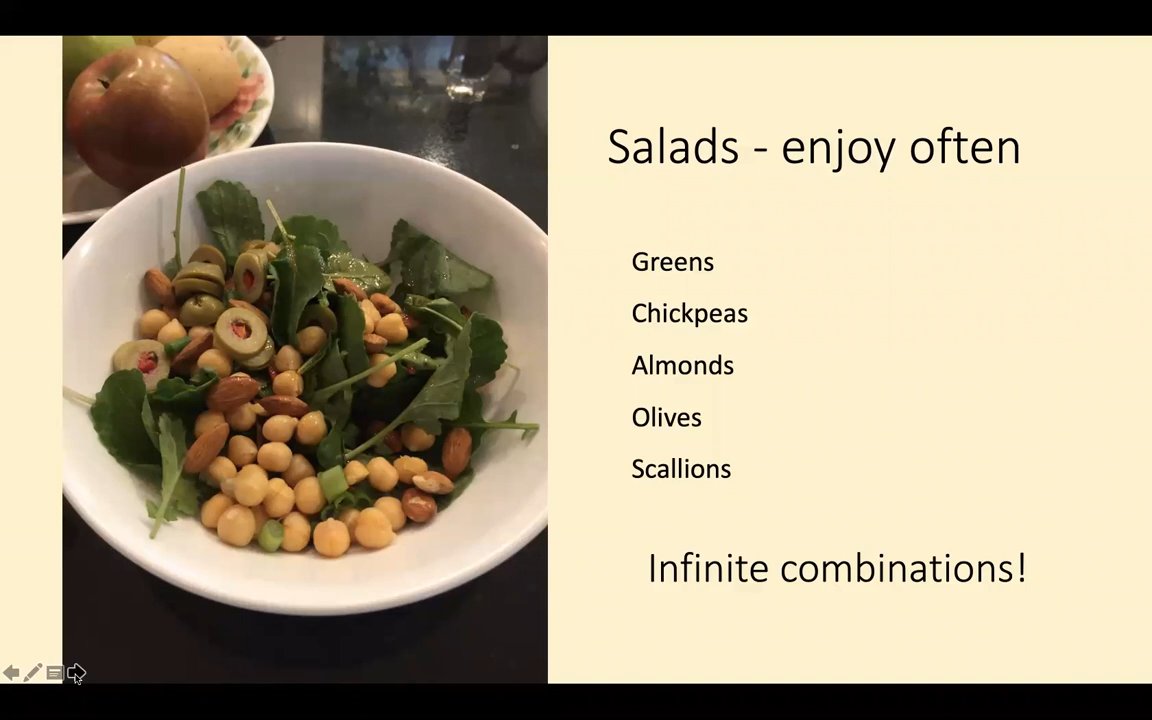 Salads - enjoy often
Greens
Chickpeas
Almonds
Olives
Scallions
Infinite combinations!